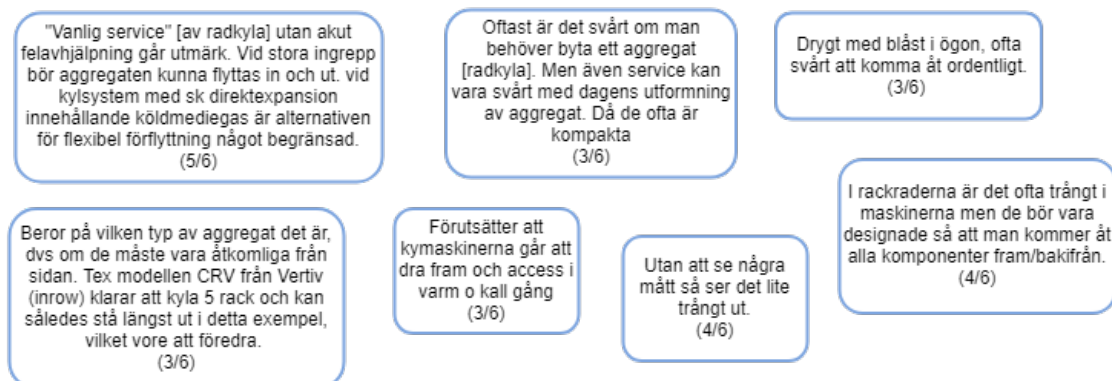 "Vanlig service" [av radkyla] utan akut
felavhjälpning går utmärk. Vid stora ingrepp
bör aggregaten kunna flyttas in och ut. vid
kylsystem med sk direktexpansion
innehållande köldmediegas är alternativen
för flexibel förflyttning något begränsad.
(5/6)
Oftast är det svårt om man
behöver byta ett aggregat
[radkyla]. Men även service kan
vara svårt med dagens utformning
av aggregat. Då de ofta är
kompakta
(3/6)
Drygt med blåst i ögon, ofta
svårt att komma åt ordentligt.
(3/6)
Beror på vilken typ av aggregat det är,
dvs om de måste vara åtkomliga från
sidan. Tex modellen CRV från Vertiv
(inrow) klarar att kyla 5 rack och kan
således stå längst ut i detta exempel,
vilket vore att föredra.
(3/6)
Förutsätter att
kymaskinerna går att
dra fram och access i
varm o kall gång
(3/6)
Utan att se några
mått så ser det lite
trångt ut.
(4/6)
I rackraderna är det ofta trångt i
maskinerna men de bör vara
designade så att man kommer åt
alla komponenter fram/bakifrån.
(4/6)